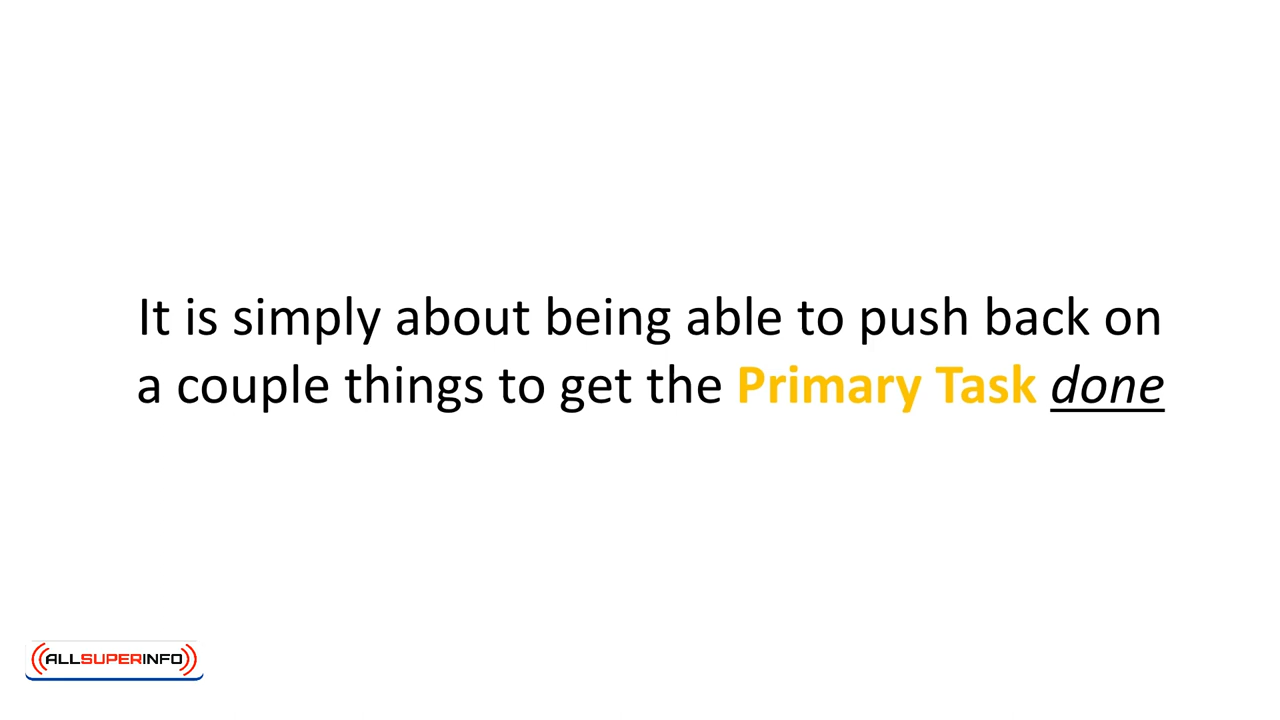 It is simply about being able to push back on
a couple things to get the Primary Task done
ALLSUPERINFO